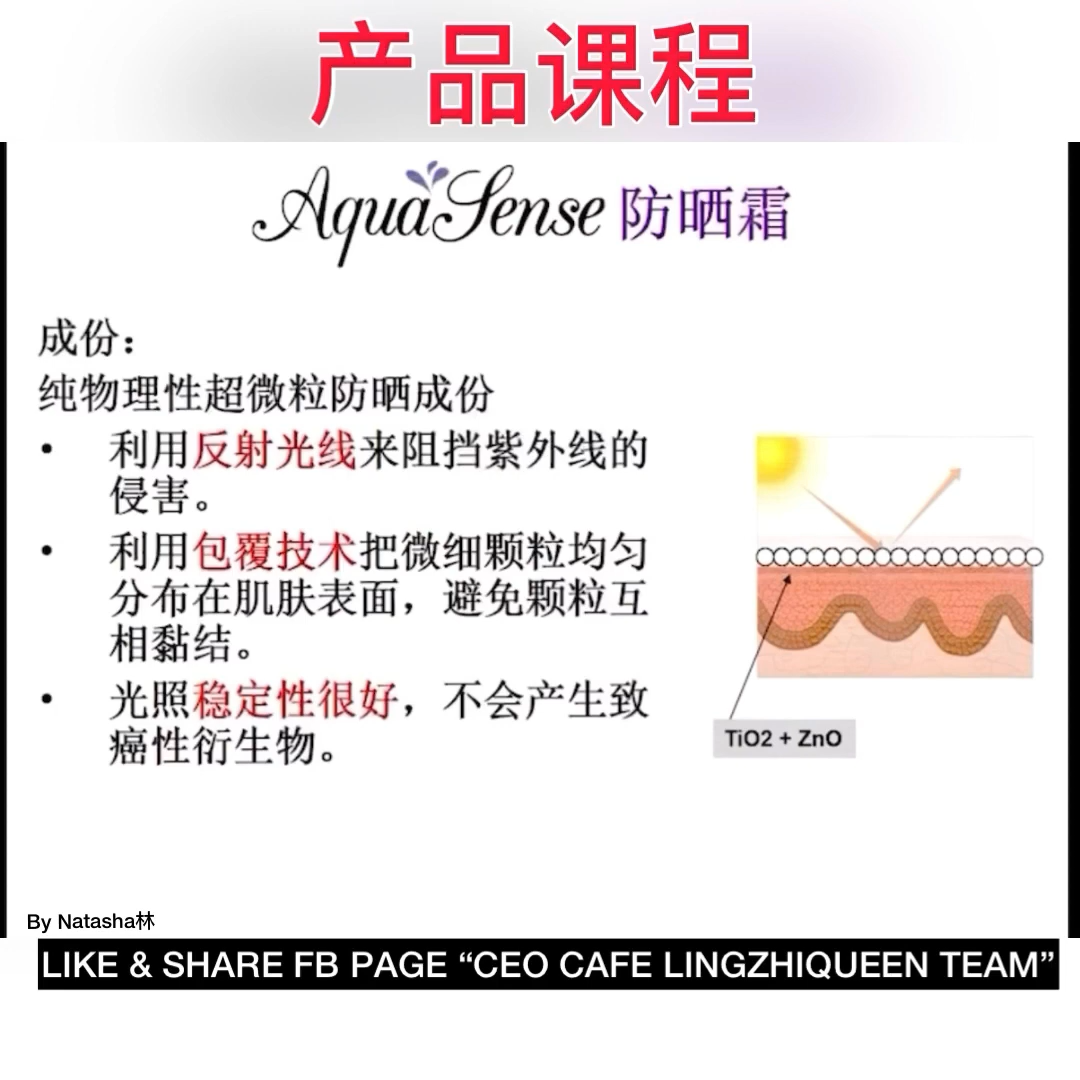 产品课程
AquaSense 防晒霜
成份：
纯物理性超微粒防晒成份
• 利用反射光线来阻挡紫外线的
侵害。
• 利用包覆技术把微细颗粒均匀
分布在肌肤表面，避免颗粒互
相黏结。
• 光照稳定性很好，不会产生致
癌性衍生物。
TiO2 + ZnO
By Natasha林
LIKE & SHARE FB PAGE “CEO CAFE LINGZHIQUEEN TEAM”